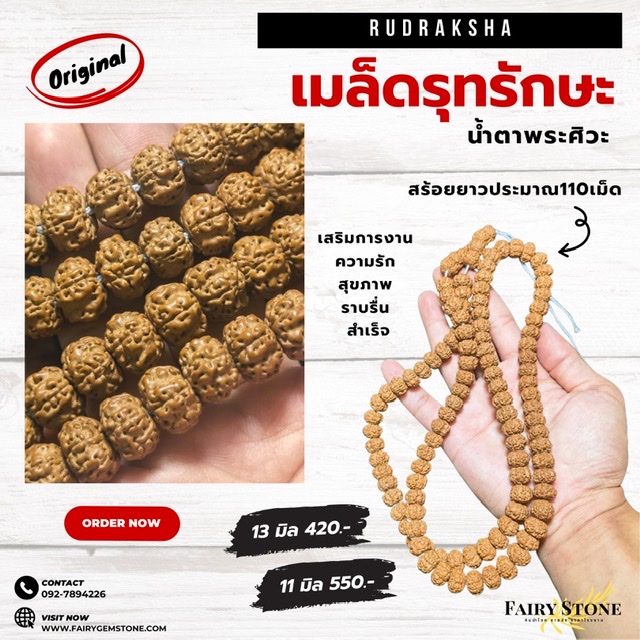 RUDRAKSHA
Original
เมล็ดรุทรักษะ
น้ำตาพระศิวะ
สร้อยยาวประมาณ110เม็ด
เสริมการงาน
ความรัก
สุขภาพ
ราบรื่น
สำเร็จ
ORDER NOW
13 มิล 420.-
11 มิล 550.-
CONTACT
092-7894226
VISIT NOW
WWW.FAIRYGEMSTONE.COM
FAIRY STONE